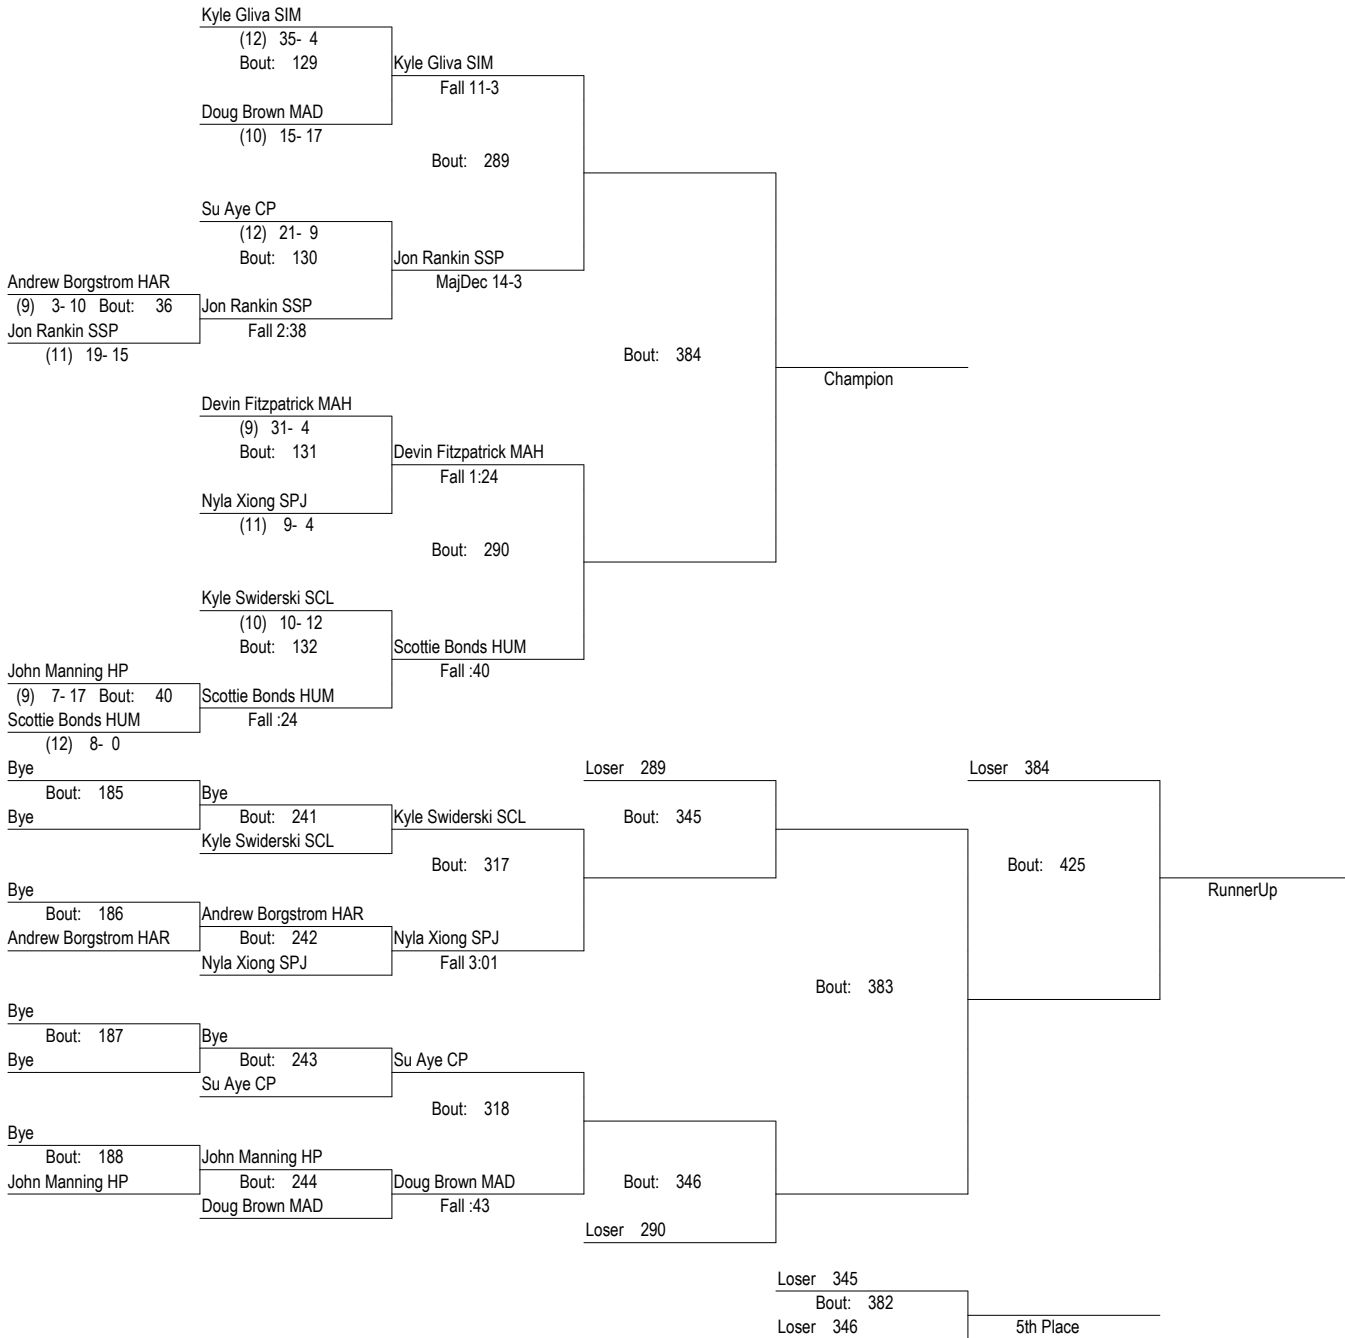 Kyle Gliva SIM
(12) 35- 4
Bout: 129
Kyle Gliva SIM
Fall 11-3
Doug Brown MAD
(10) 15- 17
Bout: 289
Su Aye CP
(12) 21- 9
Bout: 130
Jon Rankin SSP
MajDec 14-3
Andrew Borgstrom HAR
(9) 3- 10 Bout: 36
Jon Rankin SSP
Jon Rankin SSP
Fall 2:38
(11) 19- 15
Bout: 384
Champion
Devin Fitzpatrick MAH
(9) 31- 4
Bout: 131
Devin Fitzpatrick MAH
Fall 1:24
Nyla Xiong SPJ
(11) 9- 4
Bout: 290
Kyle Swiderski SCL
(10) 10- 12
Bout: 132
Scottie Bonds HUM
Fall :40
John Manning HP
(9) 7- 17 Bout: 40
Scottie Bonds HUM
Scottie Bonds HUM
Fall :24
(12) 8- 0
Bye
Bout: 185
Bye
Bye
Bout: 241
Kyle Swiderski SCL
Kyle Swiderski SCL
Loser 289
Bout: 345
Loser 384
Bout: 317
Bout: 425
RunnerUp
Bye
Bout: 186
Andrew Borgstrom HAR
Andrew Borgstrom HAR
Bout: 242
Nyla Xiong SPJ
Nyla Xiong SPJ
Fall 3:01
Bout: 383
Bye
Bout: 187
Bye
Bye
Bout: 243
Su Aye CP
Su Aye CP
Bout: 318
Bye
Bout: 188
John Manning HP
John Manning HP
Bout: 244
Doug Brown MAD
Doug Brown MAD
Fall :43
Bout: 346
Loser 290
Loser 345
Bout: 382
Loser 346
5th Place